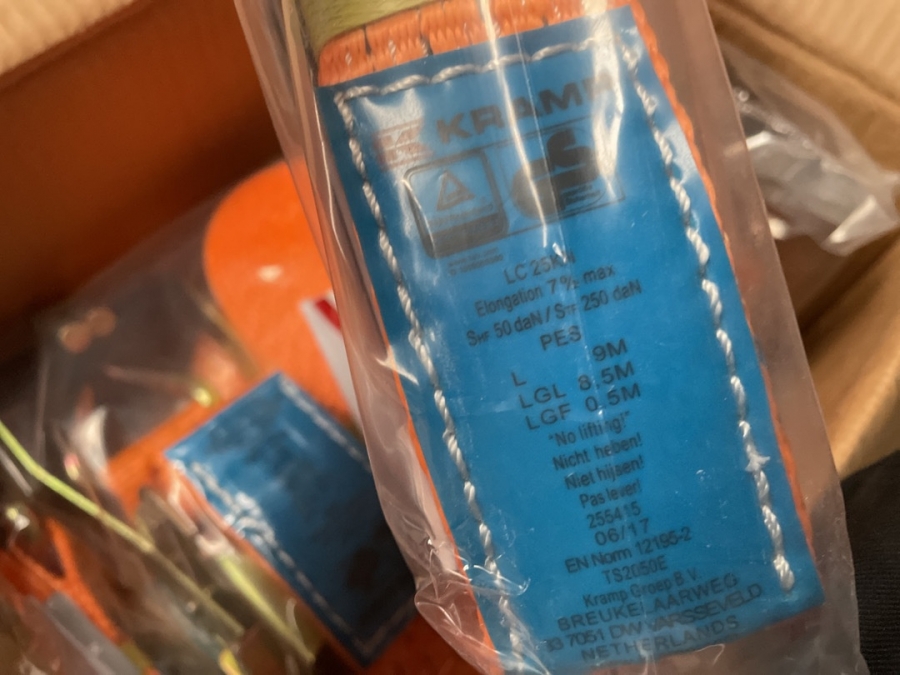 KRAMP
LC 25KN
Elongation 7% max
SHF 50 daN / STF 250 daN
PES
L 9M
LGL 8.5M
LGF 0.5M
"No lifting!"
Nicht heben!
Niet hijsen!
Pas lever!
255415
06/17
EN Norm 12195-2
TS2050E
Kramp Groep B.V.
BREUKELAARWEG
33 7051 DW VARSSEVELD
NETHERLANDS